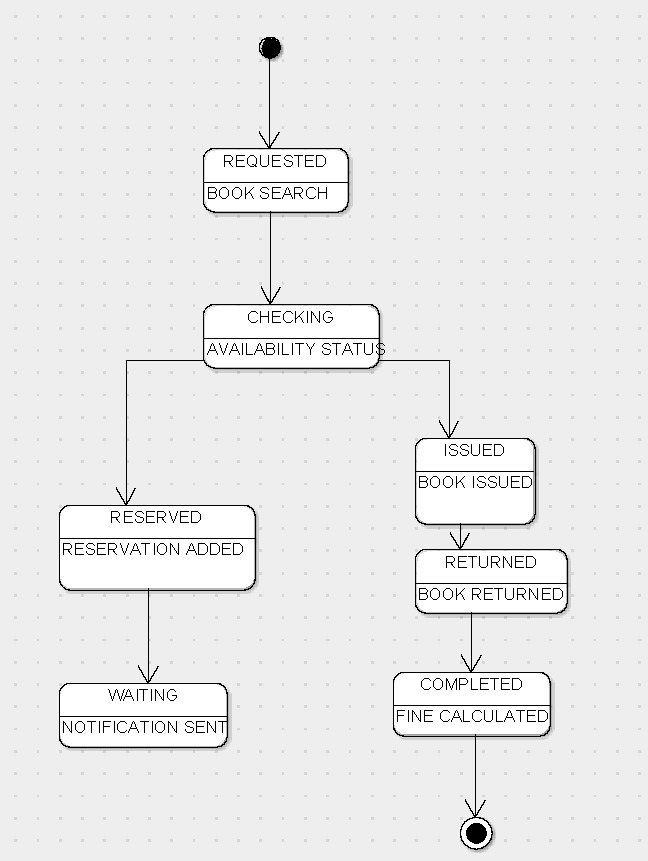 REQUESTED
BOOK SEARCH
CHECKING
AVAILABILITY STATUS
ISSUED
BOOK ISSUED
RESERVED
RESERVATION ADDED
RETURNED
BOOK RETURNED
COMPLETED
FINE CALCULATED
WAITING
NOTIFICATION SENT